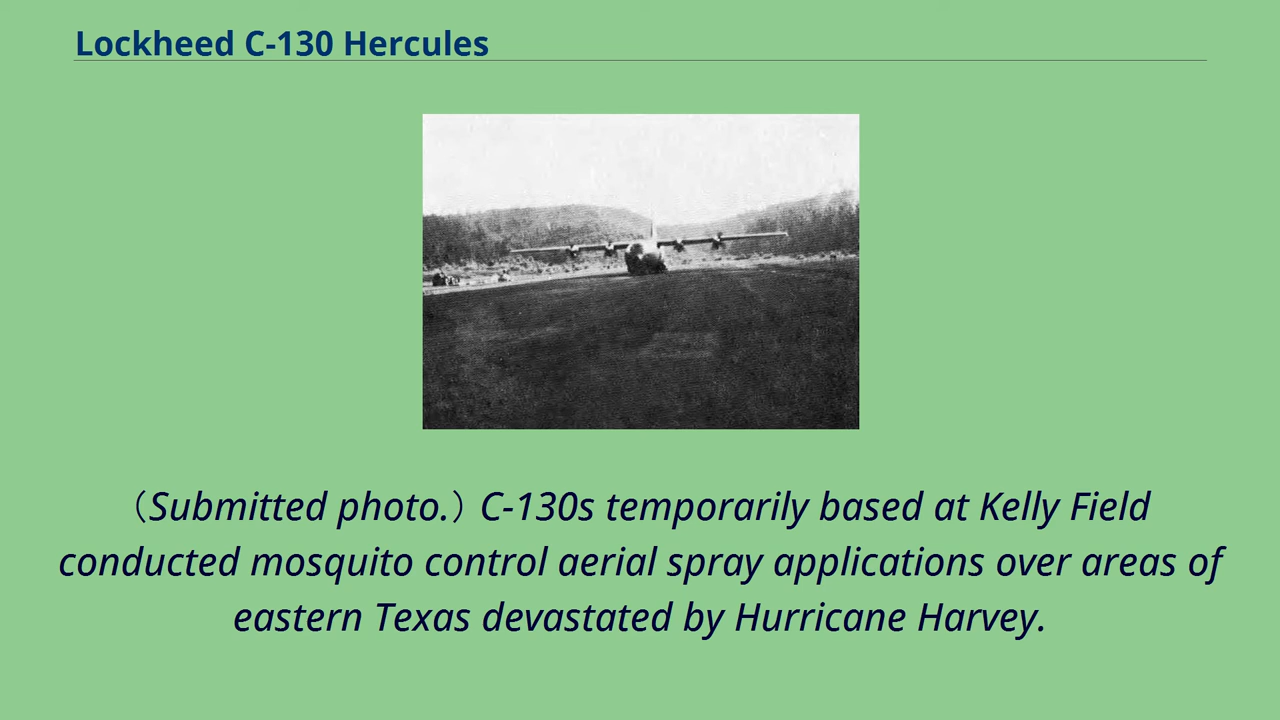 Lockheed C-130 Hercules
（Submitted photo.）C-130s temporarily based at Kelly Field
conducted mosquito control aerial spray applications over areas of
eastern Texas devastated by Hurricane Harvey.